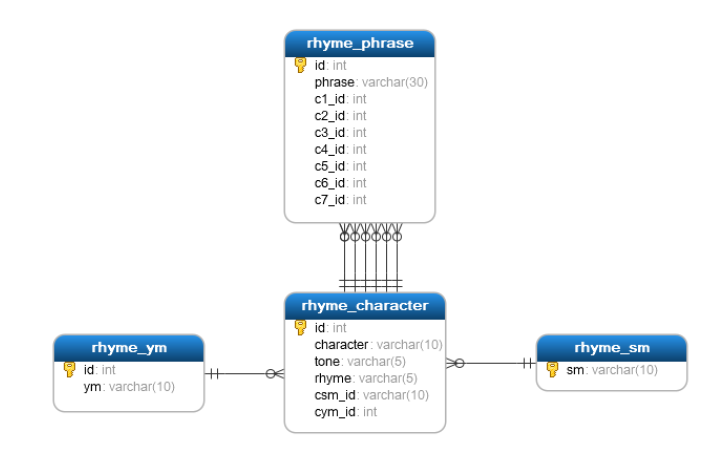 rhyme_phrase
id: int
phrase: varchar(30)
c1_id: int
c2_id: int
c3_id: int
c4_id: int
c5_id: int
c6_id: int
c7_id: int
rhyme_character
id: int
character: varchar(10)
tone: varchar(5)
rhyme: varchar(5)
csm_id: varchar(10)
cym_id: int
rhyme_ym
id: int
ym: varchar(10)
rhyme_sm
sm: varchar(10)